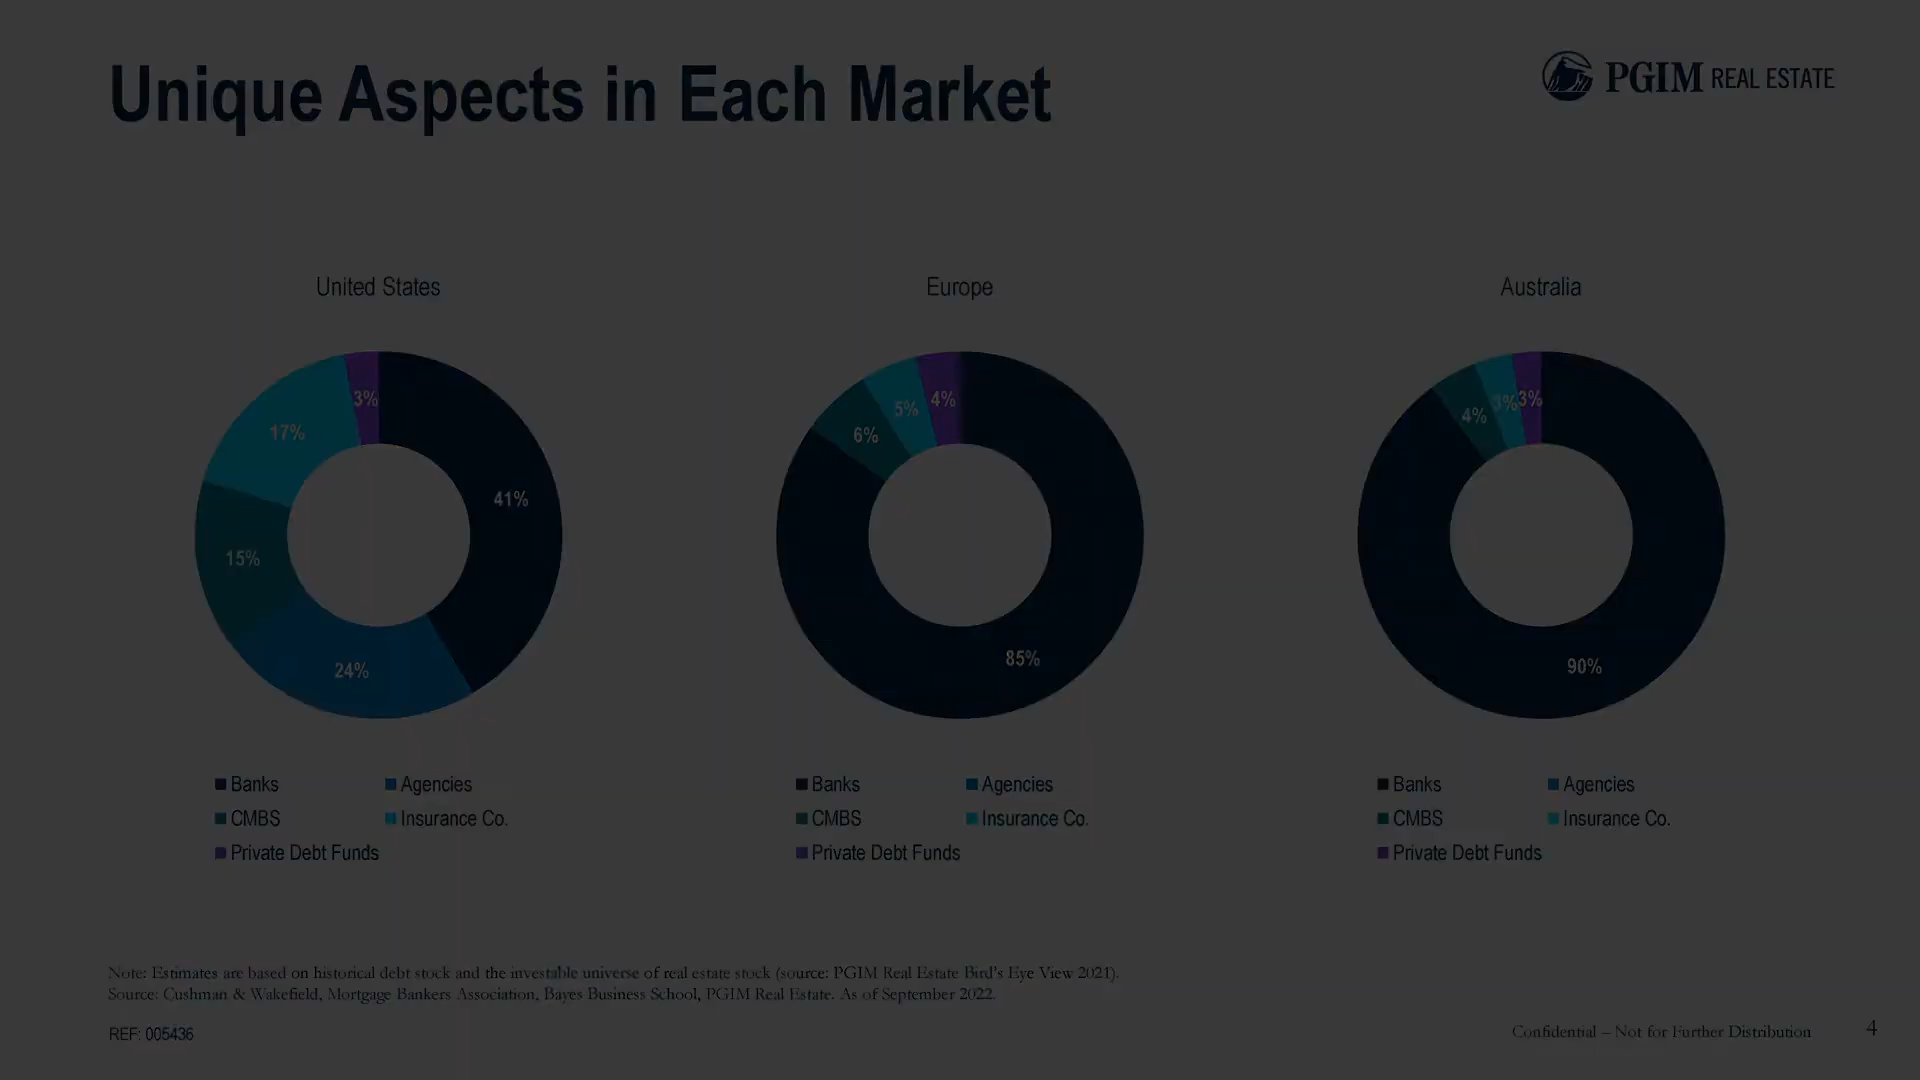 Unique Aspects in Each Market
PGIM REAL ESTATE
United States
3%
17%
41%
15%
24%
Banks
Agencies
CMBS
Insurance Co.
Private Debt Funds
Europe
5%
4%
6%
85%
Banks
Agencies
CMBS
Insurance Co.
Private Debt Funds
Australia
4%
3%
3%
90%
Banks
Agencies
CMBS
Insurance Co.
Private Debt Funds
Note: Estimates are based on historical debt stock and the investable universe of real estate stock (source: PGIM Real Estate Bird's Eye View 2021).
Source: Cushman & Wakefield, Mortgage Bankers Association, Bayes Business School, PGIM Real Estate. As of September 2022.
REF: 005436
Confidential – Not for Further Distribution
4